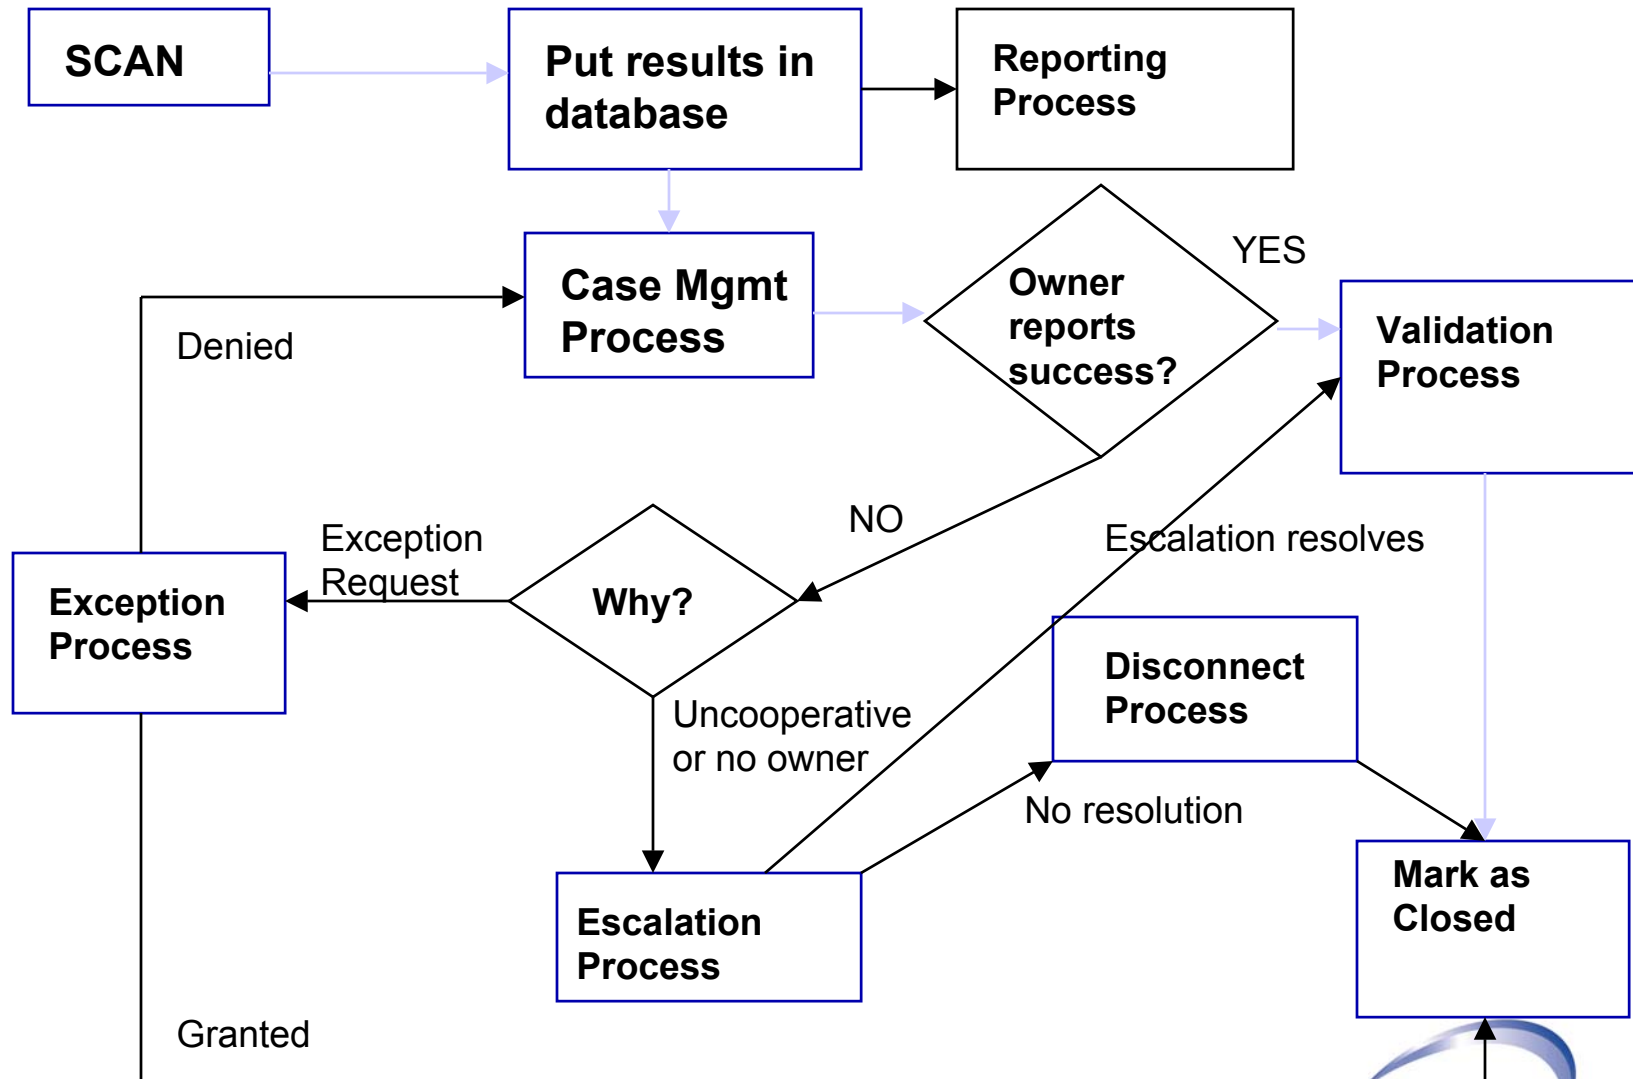 SCAN
Put results in
database
Reporting
Process
Case Mgmt
Process
Owner
reports
success?
YES
Validation
Process
Denied
NO
Exception
Request
Why?
Escalation resolves
Exception
Process
Disconnect
Process
Uncooperative
or no owner
No resolution
Escalation
Process
Mark as
Closed
Granted